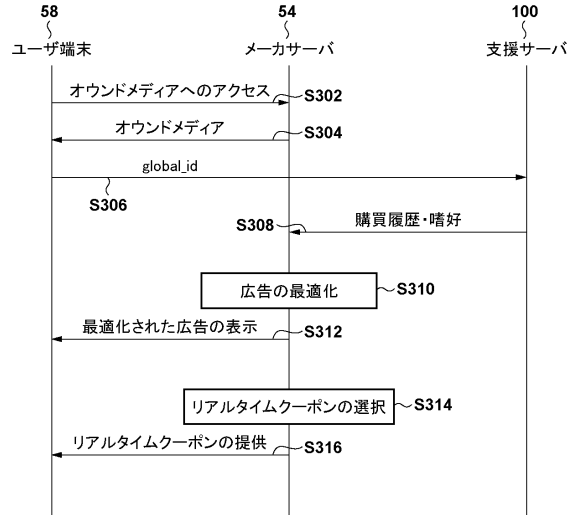 58 54 100
ユーザ端末 メーカサーバ 支援サーバ
オウンドメディアへのアクセス S302
オウンドメディア S304
global_id
S306
S308 購買履歴・嗜好
広告の最適化 S310
最適化された広告の表示 S312
リアルタイムクーポンの選択 S314
リアルタイムクーポンの提供 S316